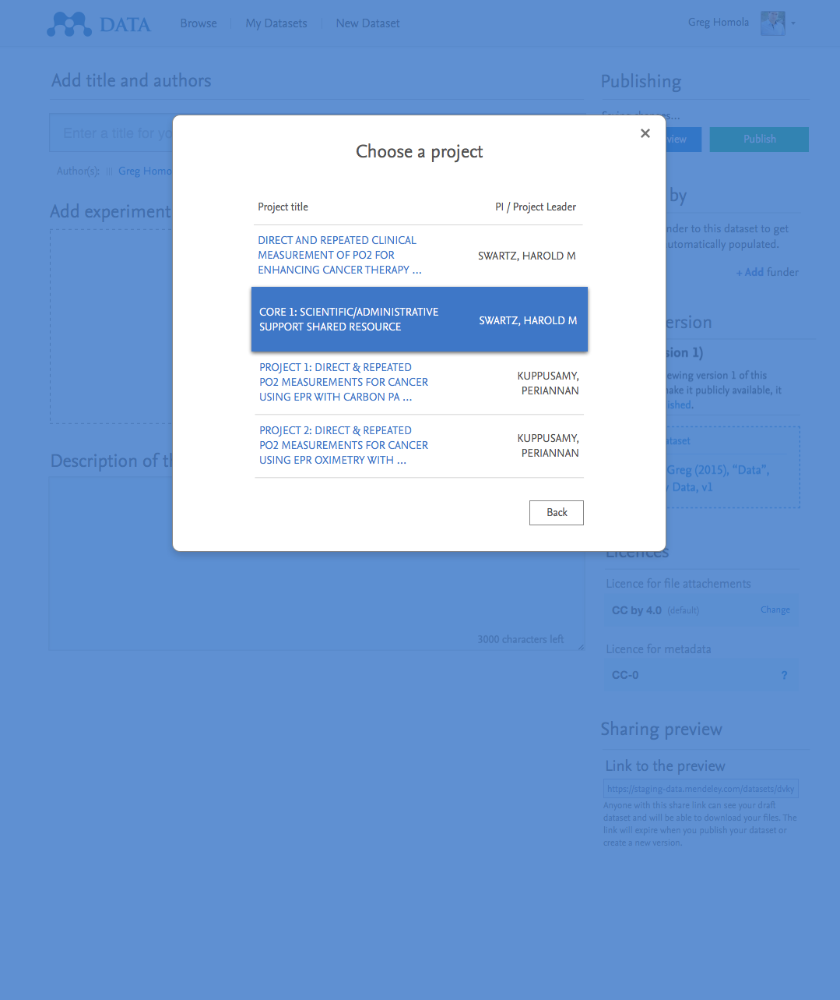 DATA
Browse
My Datasets
New Dataset
Greg Homola
Add title and authors
Publishing
Enter a title for yo
Publish
Author(s):
Greg Homo
Add experiment
by
nder to this dataset to get
utomatically populated.
+ Add funder
ersion
sion 1)
ewing version 1 of this
ake it publicly available, it
ished.
ataset
Greg (2015), “Data”,
y Data, v1
Choose a project
Project title
PI / Project Leader
DIRECT AND REPEATED CLINICAL
MEASUREMENT OF PO2 FOR
ENHANCING CANCER THERAPY ...
SWARTZ, HAROLD M
CORE 1: SCIENTIFIC/ADMINISTRATIVE
SUPPORT SHARED RESOURCE
SWARTZ, HAROLD M
PROJECT 1: DIRECT & REPEATED
PO2 MEASUREMENTS FOR CANCER
USING EPR WITH CARBON PA ...
KUPPUSAMY,
PERIANNAN
PROJECT 2: DIRECT & REPEATED
PO2 MEASUREMENTS FOR CANCER
USING EPR OXIMETRY WITH ...
KUPPUSAMY,
PERIANNAN
Back
Description of th
3000 characters left
Licences
Licence for file attachements
CC by 4.0 (default)
Change
Licence for metadata
CC-0
?
Sharing preview
Link to the preview
https://staging-data.mendeley.com/datasets/dvky
Anyone with this share link can see your draft
dataset and will be able to download your files. The
link will expire when you publish your dataset or
create a new version.